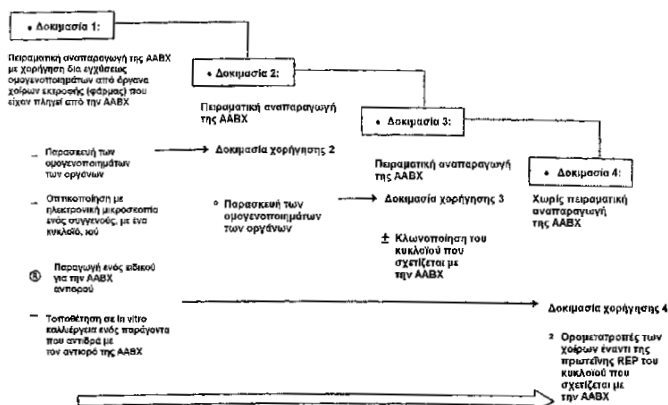 • Δοκιμασία 1:
Πειραματική αναπαραγωγή της ΑΑΒΧ
με χορήγηση δια εγχύσεως
ομογενοποιημάτων από όργανα
χοίρων εκτροφής (φάρμας) που
είχαν πληγεί από την ΑΑΒΧ
– Παρασκευή των
ομογενοποιημάτων
των οργάνων
– Οπτικοποίηση με
ηλεκτρονική μικροσκοπία
ενός συγγενούς, με ένα
κυκλοϊό, ιού
® Παραγωγή ενός ειδικού
για την ΑΑΒΧ
αντιορού
– Τοποθέτηση σε in vitro
καλλιέργεια ενός παράγοντα
που αντιδρά με
τον αντιορό της ΑΑΒΧ
• Δοκιμασία 2:
Πειραματική αναπαραγωγή
της ΑΑΒΧ
Δοκιμασία χορήγησης 2
° Παρασκευή των
ομογενοποιημάτων
των οργάνων
• Δοκιμασία 3:
Πειραματική αναπαραγωγή
της ΑΑΒΧ
Δοκιμασία χορήγησης 3
± Κλωνοποίηση του
κυκλοϊού που
σχετίζεται με
την ΑΑΒΧ
• Δοκιμασία 4:
Χωρίς πειραματική
αναπαραγωγή
της ΑΑΒΧ
Δοκιμασία χορήγησης 4
² Ορομετατροπές των
χοίρων έναντι της
πρωτεΐνης REP του
κυκλοϊού που
σχετίζεται με
την ΑΑΒΧ